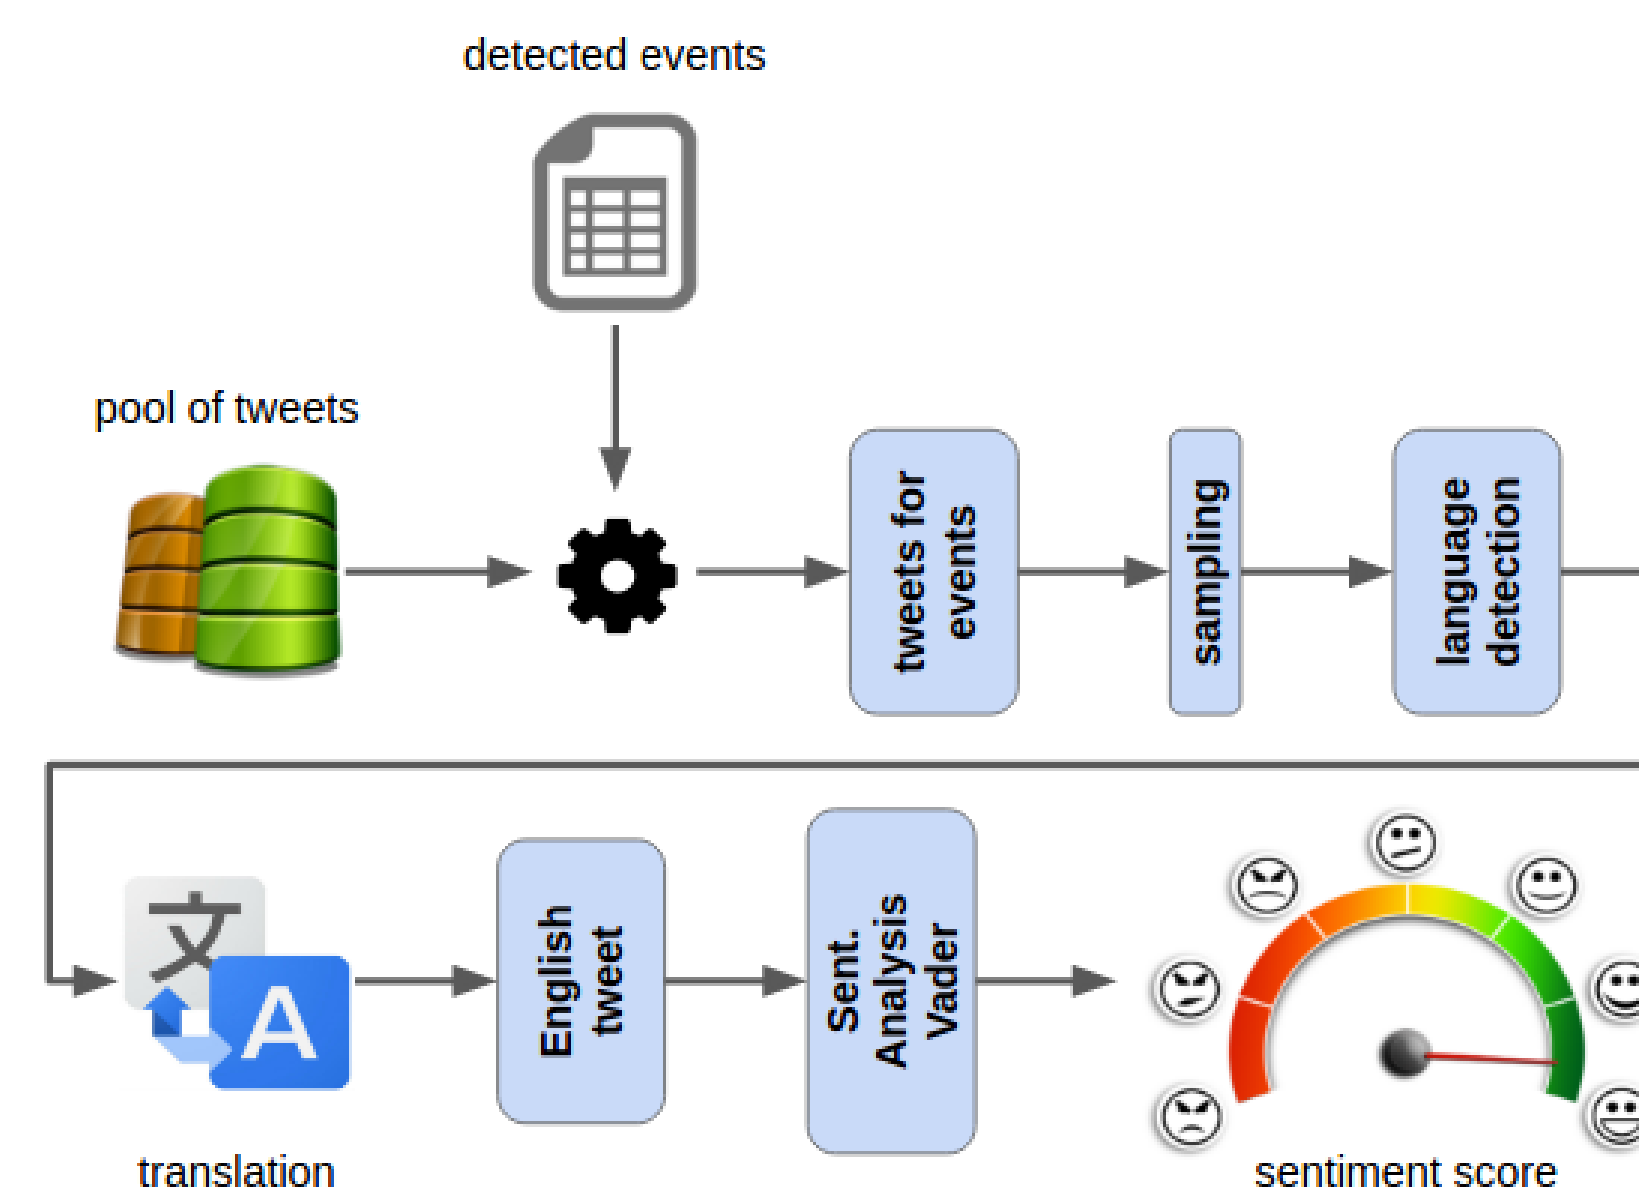 detected events
pool of tweets
tweets for
events
sampling
language
detection
文
A
translation
English
tweet
Sent.
Analysis
Vader
sentiment score